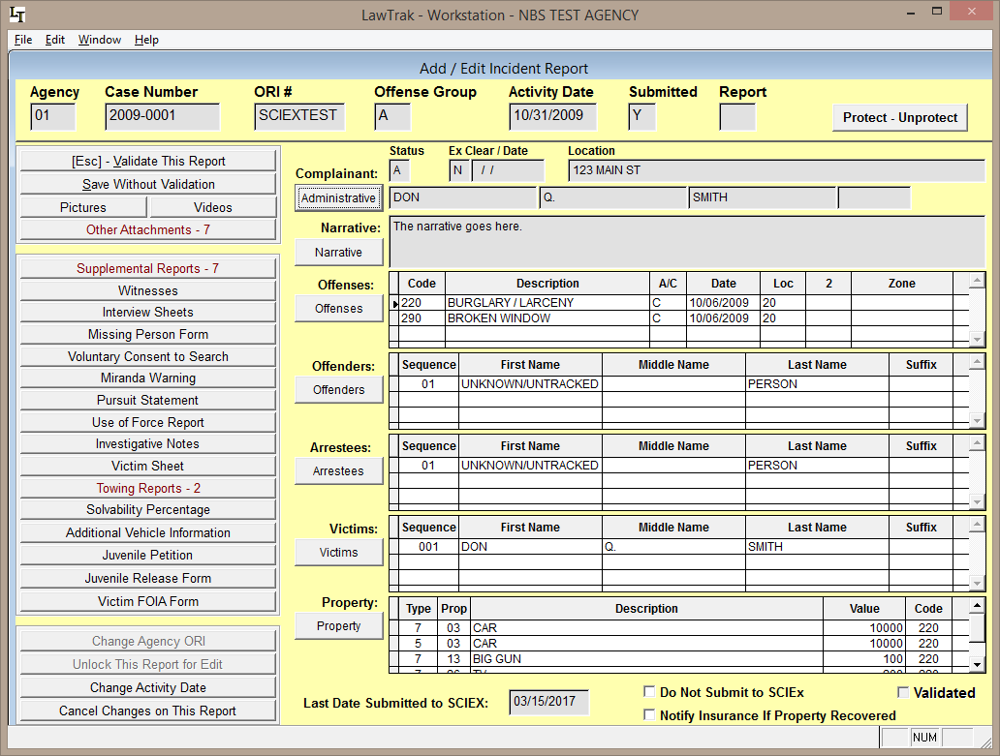 LT LawTrak - Workstation - NBS TEST AGENCY
File Edit Window Help
Add / Edit Incident Report
Agency Case Number ORI # Offense Group Activity Date Submitted Report
01 2009-0001 SCIEXTEST A 10/31/2009 Y
Protect - Unprotect
[Esc] - Validate This Report
Save Without Validation
Pictures Videos
Other Attachments - 7
Supplemental Reports - 7
Witnesses
Interview Sheets
Missing Person Form
Voluntary Consent to Search
Miranda Warning
Pursuit Statement
Use of Force Report
Investigative Notes
Victim Sheet
Towing Reports - 2
Solvability Percentage
Additional Vehicle Information
Juvenile Petition
Juvenile Release Form
Victim FOIA Form
Change Agency ORI
Unlock This Report for Edit
Change Activity Date
Cancel Changes on This Report
Status Ex Clear / Date Location
Complainant: A N / / 123 MAIN ST
Administrative DON Q. SMITH
Narrative: The narrative goes here.
Narrative
Offenses: Code Description A/C Date Loc 2 Zone
Offenses 220 BURGLARY / LARCENY C 10/06/2009 20
290 BROKEN WINDOW C 10/06/2009 20
Offenders: Sequence First Name Middle Name Last Name Suffix
Offenders 01 UNKNOWN/UNTRACKED PERSON
Arrestees: Sequence First Name Middle Name Last Name Suffix
Arrestees 01 UNKNOWN/UNTRACKED PERSON
Victims: Sequence First Name Middle Name Last Name Suffix
Victims 001 DON Q. SMITH
Property: Type Prop Description Value Code
Property 7 03 CAR 10000 220
5 03 CAR 10000 220
7 13 BIG GUN 100 220
Last Date Submitted to SCIEX: 03/15/2017
Do Not Submit to SCIEx
Validated
Notify Insurance If Property Recovered
NUM